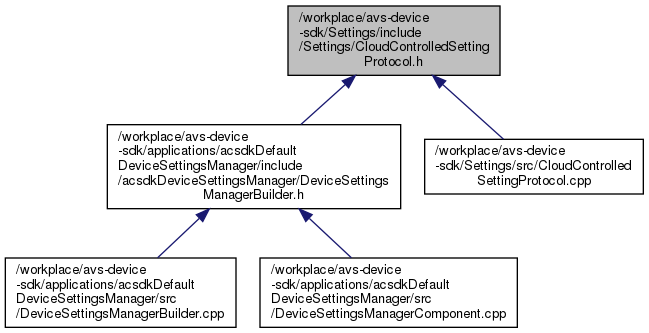 /workplace/avs-device
-sdk/Settings/include
/Settings/CloudControlledSetting
Protocol.h
/workplace/avs-device
-sdk/applications/acsdkDefault
DeviceSettingsManager/include
/acsdkDeviceSettingsManager/DeviceSettings
ManagerBuilder.h
/workplace/avs-device
-sdk/Settings/src/CloudControlled
SettingProtocol.cpp
/workplace/avs-device
-sdk/applications/acsdkDefault
DeviceSettingsManager/src
/DeviceSettingsManagerBuilder.cpp
/workplace/avs-device
-sdk/applications/acsdkDefault
DeviceSettingsManager/src
/DeviceSettingsManagerComponent.cpp